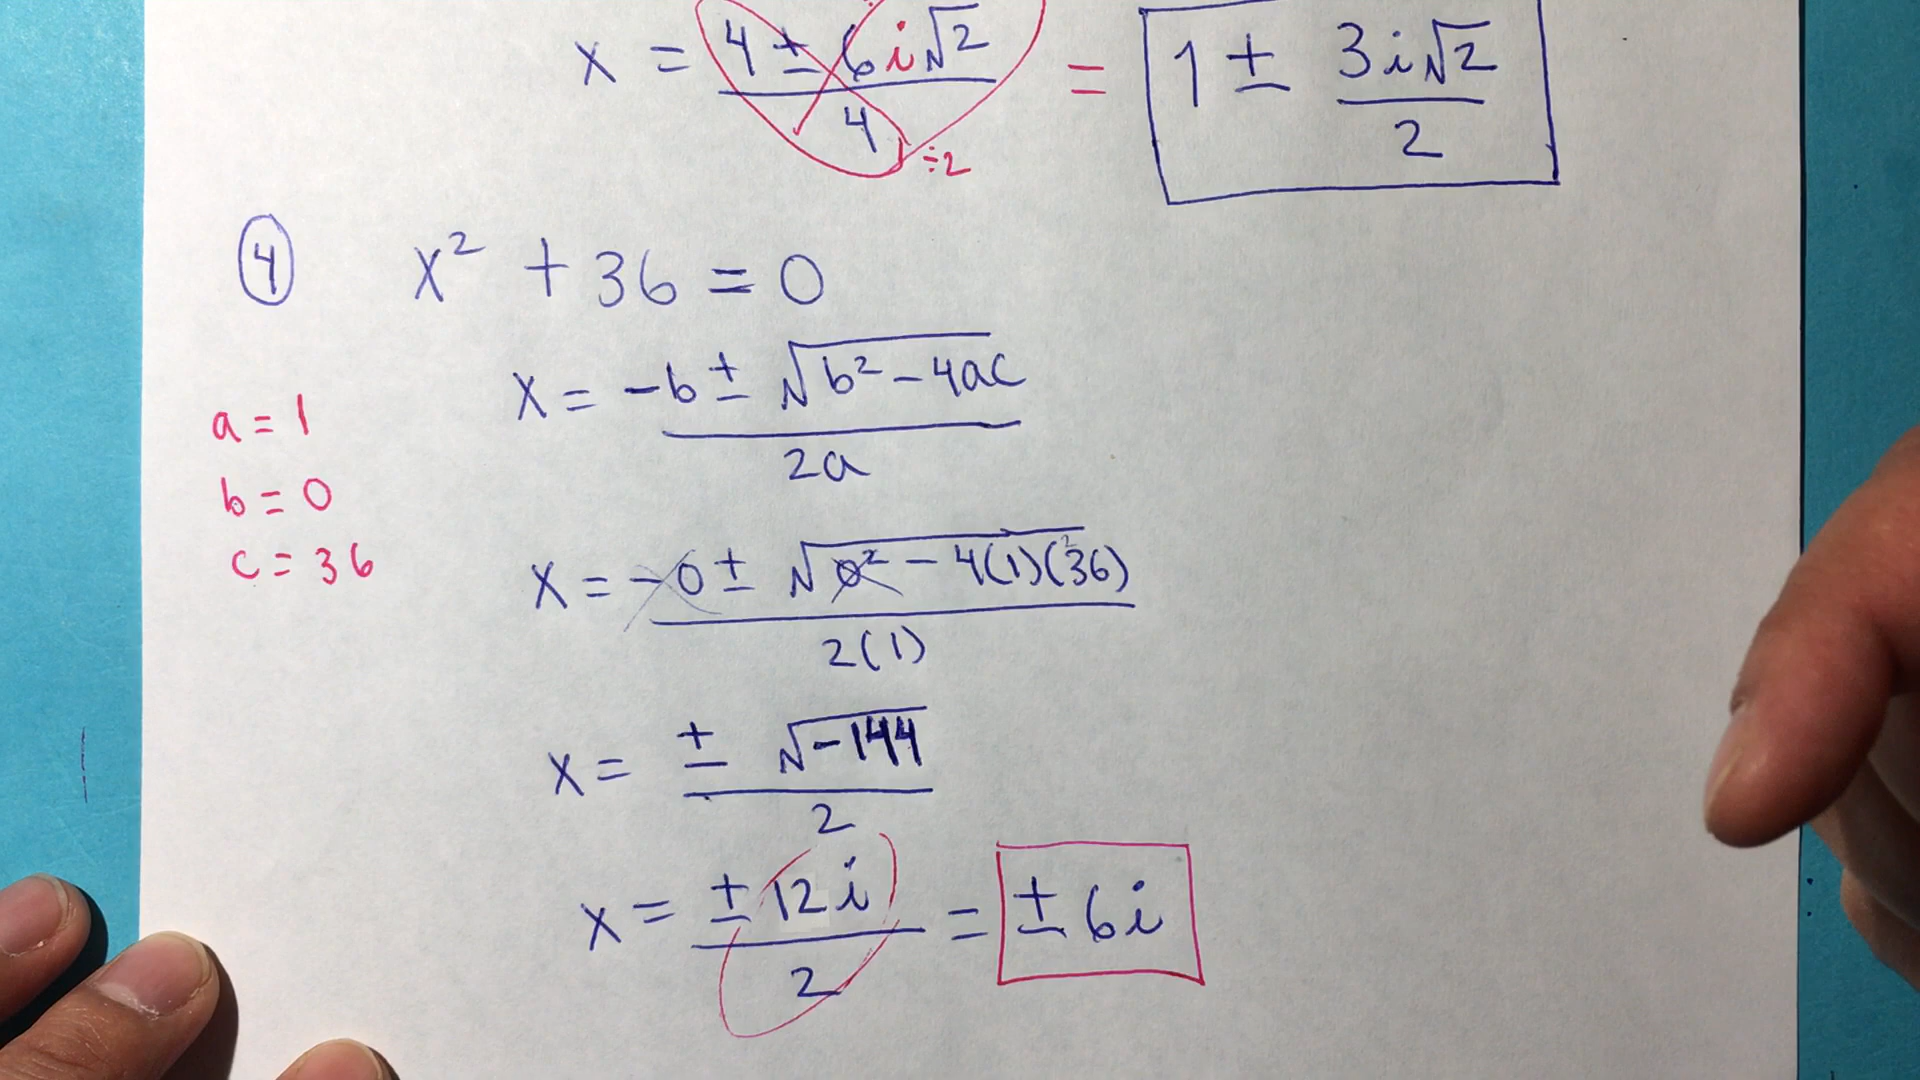 x = 4 ± 6i√2 / 4 = 1 ± 3i√2 / 2
÷2
④ x² + 36 = 0
x = -b ± √b² - 4ac / 2a
a = 1
b = 0
c = 36
x = -0 ± √0² - 4(1)(36) / 2(1)
x = ± √-144 / 2
x = ± 12i / 2 = ± 6i